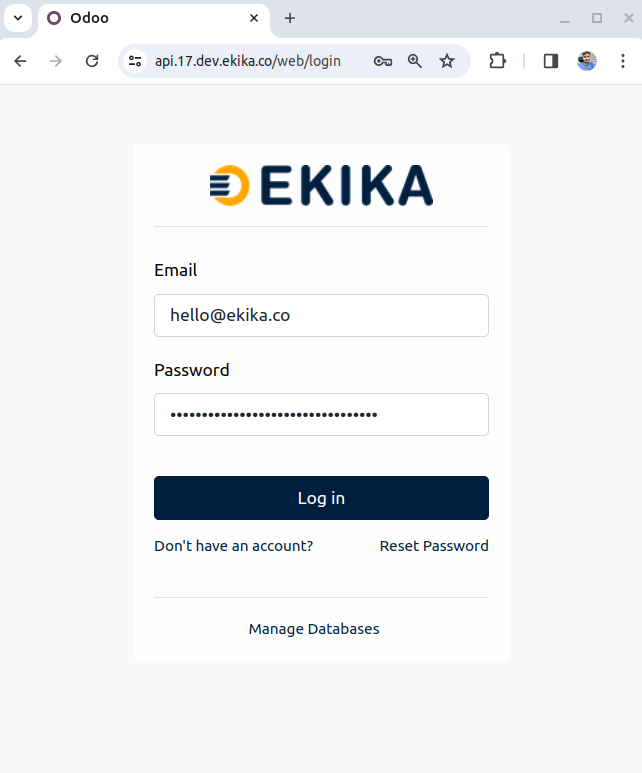 Odoo
api.17.dev.ekika.co/web/login
EKIKA
Email
hello@ekika.co
Password
••••••••••••••••••••••••••••••••
Log in
Don't have an account? Reset Password
Manage Databases